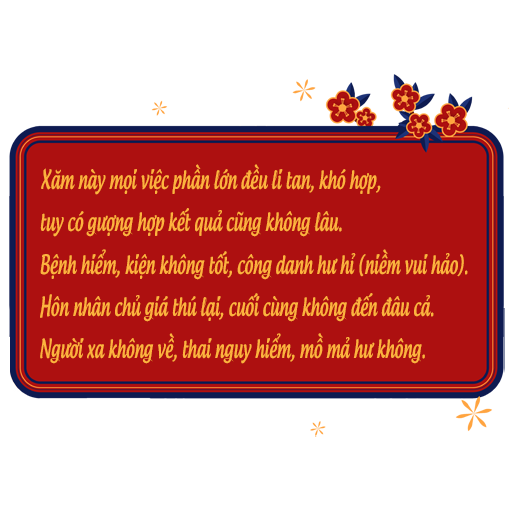 Xăm này mọi việc phần lớn đều li tan, khó hợp,
tuy có gượng hợp kết quả cũng không lâu.
Bệnh hiểm, kiện không tốt, công danh hư hỉ (niềm vui hảo).
Hôn nhân chủ giá thú lại, cuối cùng không đến đâu cả.
Người xa không về, thai nguy hiểm, mồ mả hư không.